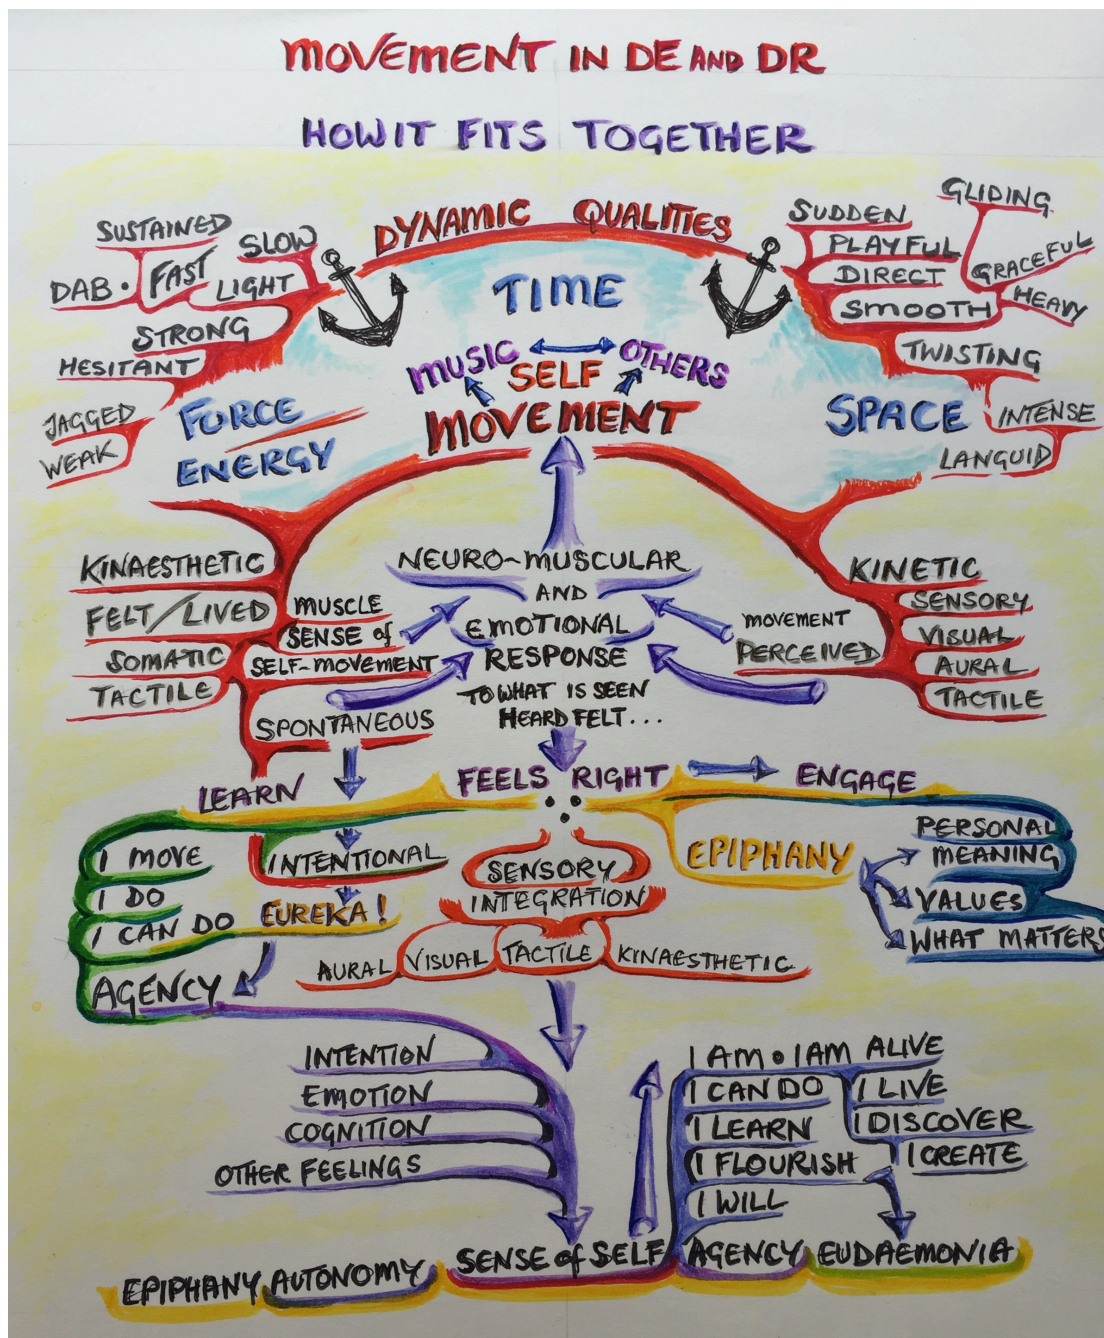 MOVEMENT IN DE AND DR
HOW IT FITS TOGETHER
DYNAMIC QUALITIES
SUSTAINED
SLOW
DAB • FAST
LIGHT
STRONG
HESITANT
JAGGED
WEAK
SUDDEN
GLIDING
PLAYFUL
DIRECT
GRACEFUL
SMOOTH
HEAVY
TWISTING
INTENSE
LANGUID
TIME
MUSIC
OTHERS
SELF
MOVEMENT
FORCE
ENERGY
SPACE
KINAESTHETIC
FELT/LIVED
SOMATIC
TACTILE
MUSCLE
SENSE of
SELF-MOVEMENT
SPONTANEOUS
NEURO-MUSCULAR
AND
EMOTIONAL
RESPONSE
TO WHAT IS SEEN
HEARD FELT...
MOVEMENT
PERCEIVED
KINETIC
SENSORY
VISUAL
AURAL
TACTILE
LEARN
FEELS RIGHT
ENGAGE
I MOVE
I DO
I CAN DO
AGENCY
INTENTIONAL
EUREKA!
SENSORY
INTEGRATION
AURAL
VISUAL
TACTILE
KINAESTHETIC
EPIPHANY
PERSONAL
MEANING
VALUES
WHAT MATTERS
INTENTION
EMOTION
COGNITION
OTHER FEELINGS
I AM • I AM ALIVE
I CAN DO
I LIVE
I LEARN
I DISCOVER
I FLOURISH
I CREATE
I WILL
EPIPHANY AUTONOMY SENSE of SELF AGENCY EUDAEMONIA